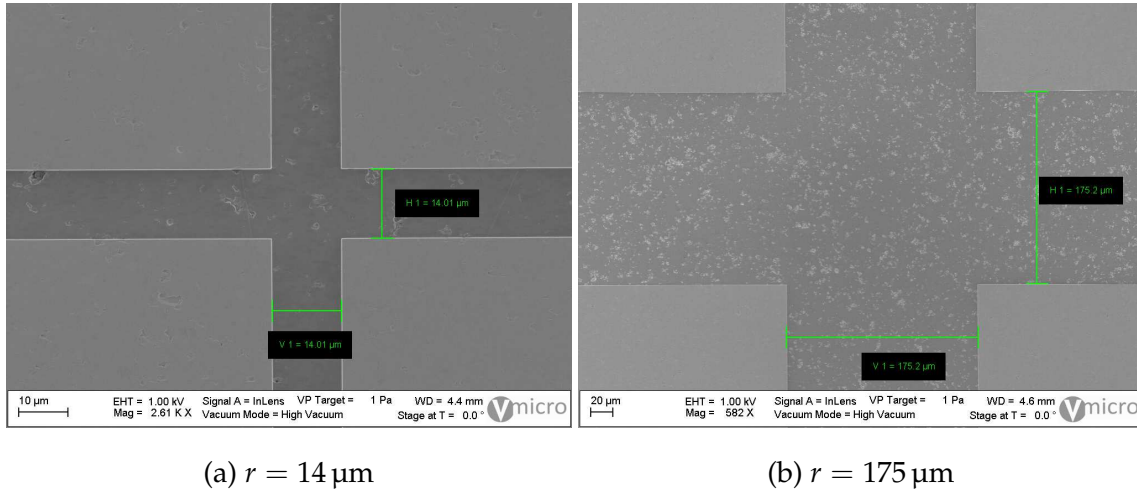 H 1 = 14.01 µm
V 1 = 14.01 µm
10 µm
EHT = 1.00 kV
Mag = 2.61 K X
Signal A = InLens
VP Target = 1 Pa
Vacuum Mode = High Vacuum
WD = 4.4 mm
Stage at T = 0.0 °
Vmicro
H 1 = 175.2 µm
V 1 = 175.2 µm
20 µm
EHT = 1.00 kV
Mag = 582 X
Signal A = InLens
VP Target = 1 Pa
Vacuum Mode = High Vacuum
WD = 4.6 mm
Stage at T = 0.0 °
Vmicro
(a) r = 14 µm
(b) r = 175 µm